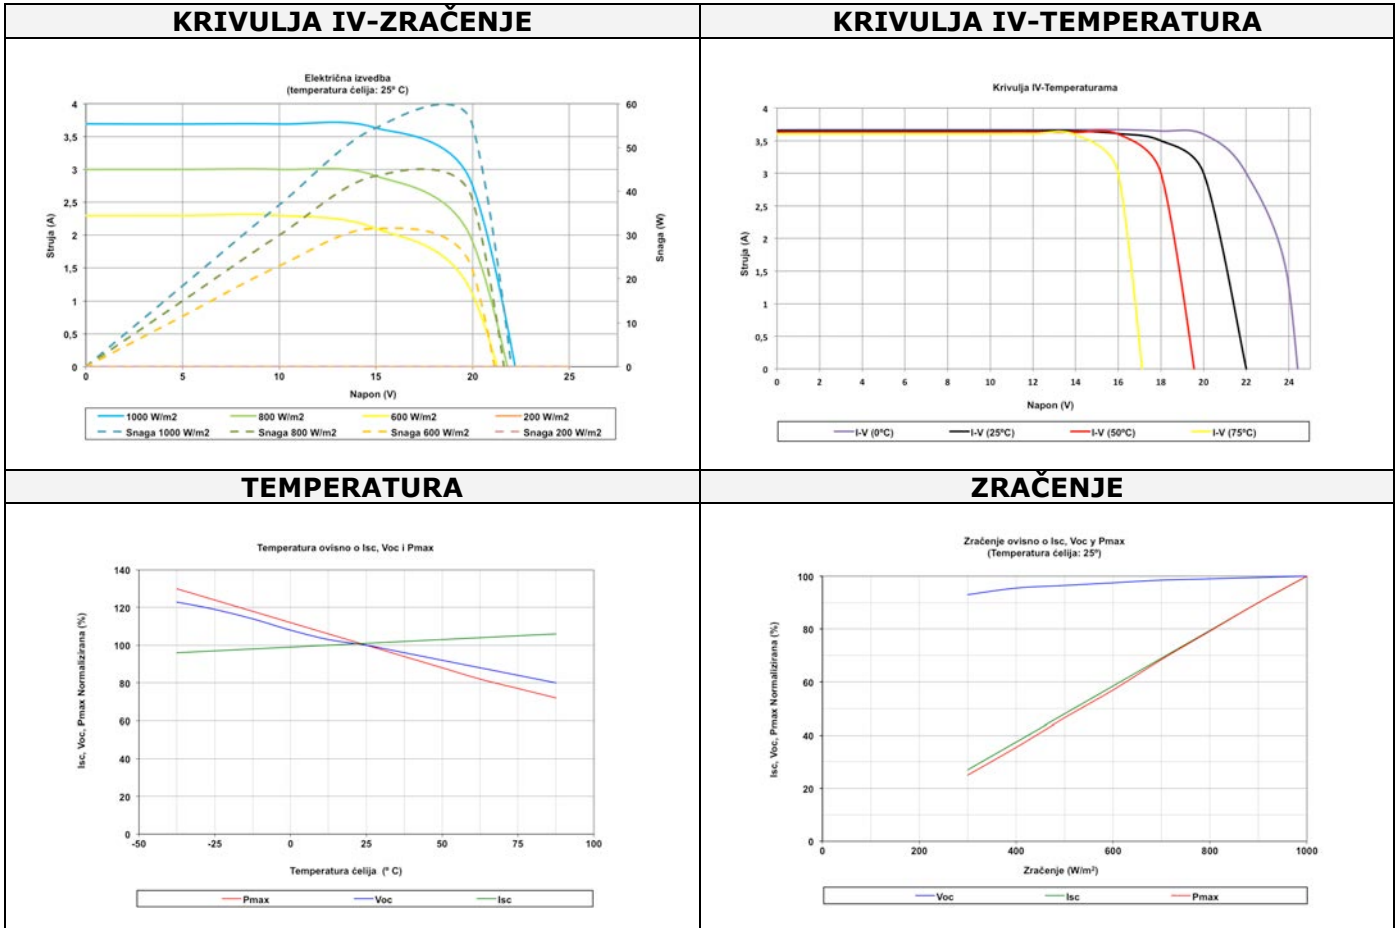 KRIVULJA IV-ZRAČENJE
Električna izvedba
(temperatura ćelija: 25º C)
4
3,5
3
2,5
2
1,5
1
0,5
0
Struja (A)
60
50
40
30
20
10
0
Snaga (W)
0 5 10 15 20 25
Napon (V)
1000 W/m2 800 W/m2 600 W/m2 200 W/m2
Snaga 1000 W/m2 Snaga 800 W/m2 Snaga 600 W/m2 Snaga 200 W/m2
KRIVULJA IV-TEMPERATURA
Krivulja IV-Temperaturama
4
3,5
3
2,5
2
1,5
1
0,5
0
Struja (A)
0 2 4 6 8 10 12 14 16 18 20 22 24
Napon (V)
I-V (0ºC) I-V (25ºC) I-V (50ºC) I-V (75ºC)
TEMPERATURA
Temperatura ovisno o Isc, Voc i Pmax
140
120
100
80
60
40
20
0
Isc, Voc, Pmax Normalizirana (%)
-50 -25 0 25 50 75 100
Temperatura ćelija (º C)
Pmax Voc Isc
ZRAČENJE
Zračenje ovisno o Isc, Voc y Pmax
(Temperatura ćelija: 25º)
100
80
60
40
20
0
Isc, Voc, Pmax Normalizirana (%)
0 200 400 600 800 1000
Zračenje (W/m²)
Voc Isc Pmax